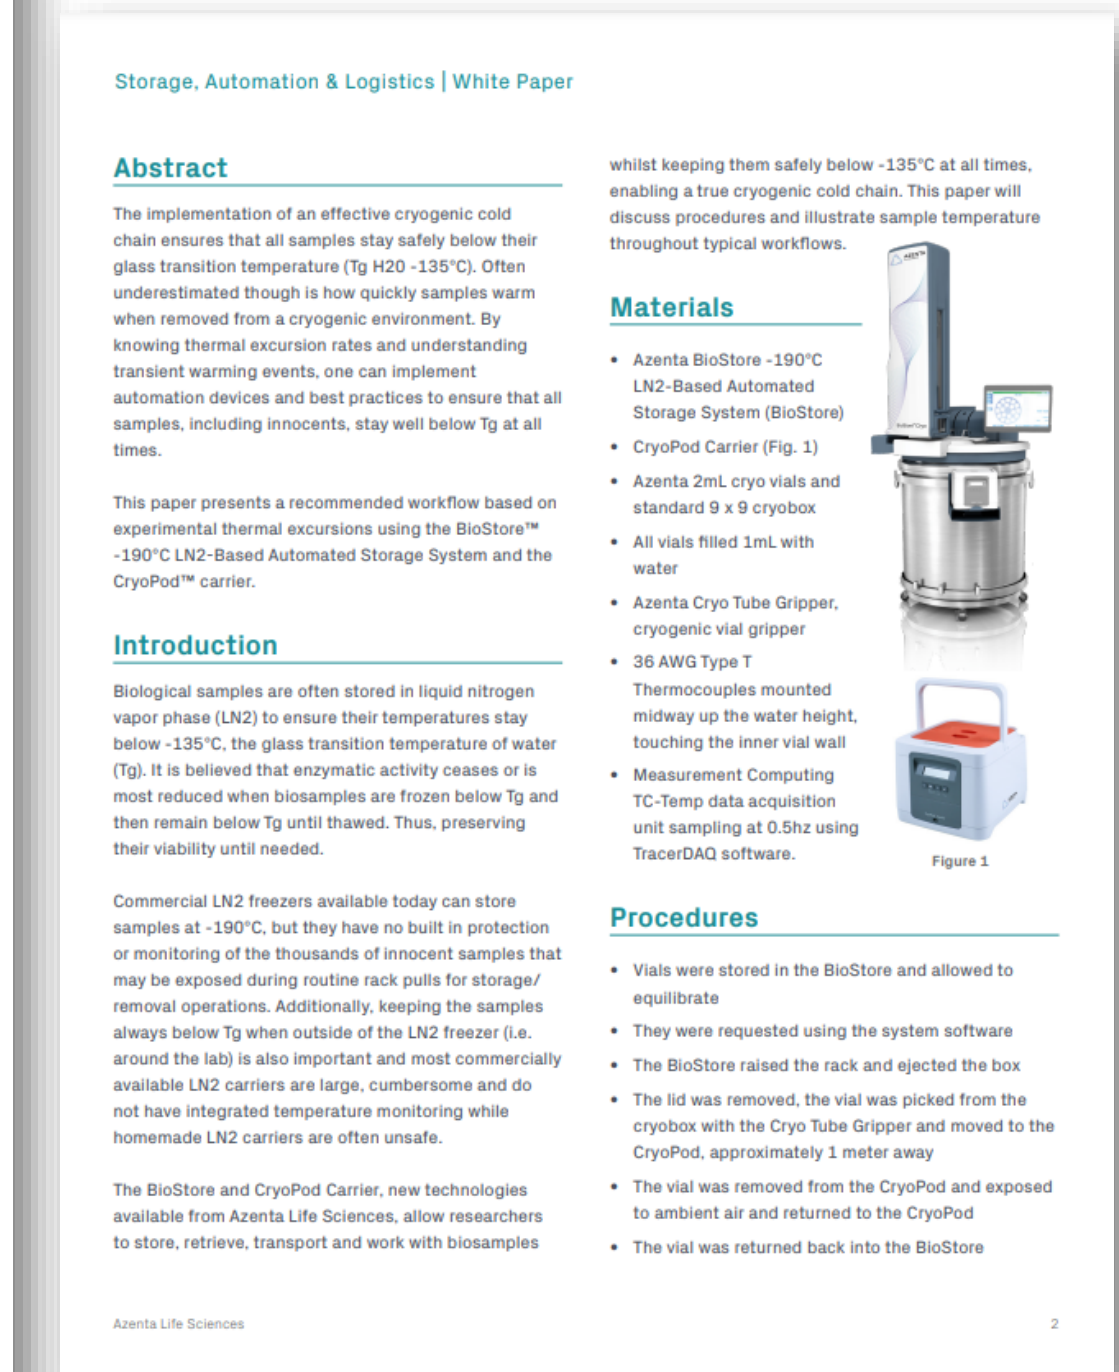 Storage, Automation & Logistics | White Paper
Abstract
The implementation of an effective cryogenic cold
chain ensures that all samples stay safely below their
glass transition temperature (Tg H20 -135°C). Often
underestimated though is how quickly samples warm
when removed from a cryogenic environment. By
knowing thermal excursion rates and understanding
transient warming events, one can implement
automation devices and best practices to ensure that all
samples, including innocents, stay well below Tg at all
times.
This paper presents a recommended workflow based on
experimental thermal excursions using the BioStore™
-190°C LN2-Based Automated Storage System and the
CryoPod™ carrier.
Introduction
Biological samples are often stored in liquid nitrogen
vapor phase (LN2) to ensure their temperatures stay
below -135°C, the glass transition temperature of water
(Tg). It is believed that enzymatic activity ceases or is
most reduced when biosamples are frozen below Tg and
then remain below Tg until thawed. Thus, preserving
their viability until needed.
Commercial LN2 freezers available today can store
samples at -190°C, but they have no built in protection
or monitoring of the thousands of innocent samples that
may be exposed during routine rack pulls for storage/
removal operations. Additionally, keeping the samples
always below Tg when outside of the LN2 freezer (i.e.
around the lab) is also important and most commercially
available LN2 carriers are large, cumbersome and do
not have integrated temperature monitoring while
homemade LN2 carriers are often unsafe.
The BioStore and CryoPod Carrier, new technologies
available from Azenta Life Sciences, allow researchers
to store, retrieve, transport and work with biosamples
whilst keeping them safely below -135°C at all times,
enabling a true cryogenic cold chain. This paper will
discuss procedures and illustrate sample temperature
throughout typical workflows.
Materials
• Azenta BioStore -190°C
LN2-Based Automated
Storage System (BioStore)
• CryoPod Carrier (Fig. 1)
• Azenta 2mL cryo vials and
standard 9 x 9 cryobox
• All vials filled 1mL with
water
• Azenta Cryo Tube Gripper,
cryogenic vial gripper
• 36 AWG Type T
Thermocouples mounted
midway up the water height,
touching the inner vial wall
• Measurement Computing
TC-Temp data acquisition
unit sampling at 0.5hz using
TracerDAQ software.
AZENTA
Figure 1
Procedures
• Vials were stored in the BioStore and allowed to
equilibrate
• They were requested using the system software
• The BioStore raised the rack and ejected the box
• The lid was removed, the vial was picked from the
cryobox with the Cryo Tube Gripper and moved to the
CryoPod, approximately 1 meter away
• The vial was removed from the CryoPod and exposed
to ambient air and returned to the CryoPod
• The vial was returned back into the BioStore
Azenta Life Sciences
2